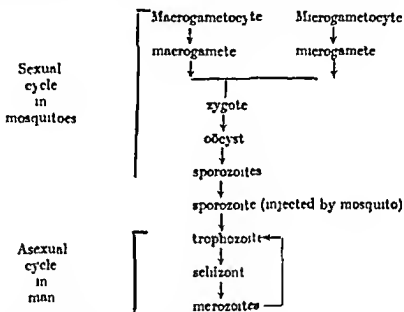 Macrogametocyte Microgametocyte
macrogamete microgamete
Sexual
cycle
in
mosquitoes
zygote
oöcyst
sporozoites
sporozoite (injected by mosquito)
Asexual
cycle
in
man
trophozoite
schizont
merozoites